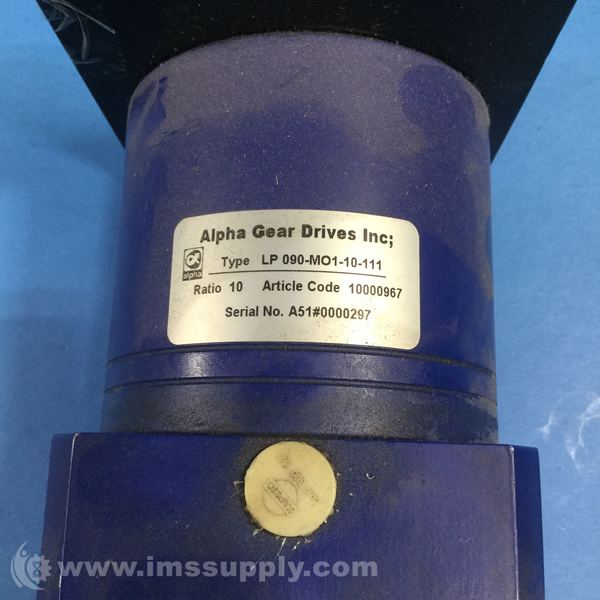 Alpha Gear Drives Inc;
alpha
Type LP 090-MO1-10-111
Ratio 10 Article Code 10000967
Serial No. A51#0000297
www.imssupply.com